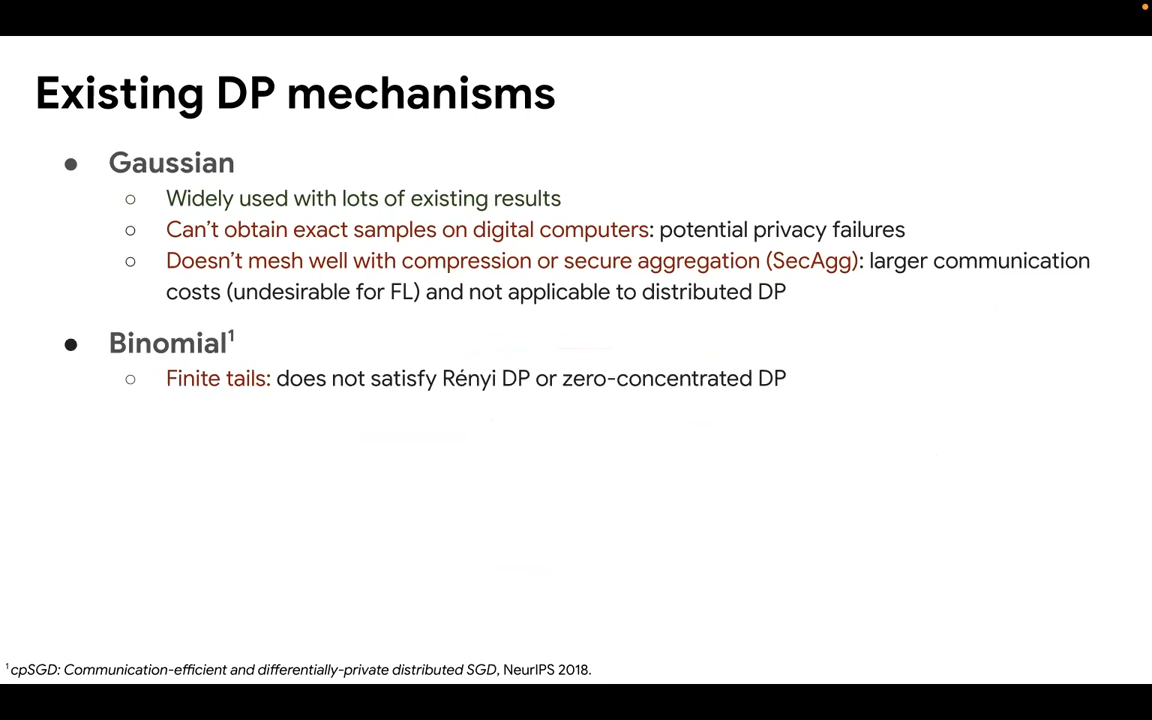 Existing DP mechanisms
● Gaussian
○ Widely used with lots of existing results
○ Can’t obtain exact samples on digital computers: potential privacy failures
○ Doesn’t mesh well with compression or secure aggregation (SecAgg): larger communication
costs (undesirable for FL) and not applicable to distributed DP
● Binomial¹
○ Finite tails: does not satisfy Rényi DP or zero-concentrated DP
¹ cpSGD: Communication-efficient and differentially-private distributed SGD, NeurIPS 2018.